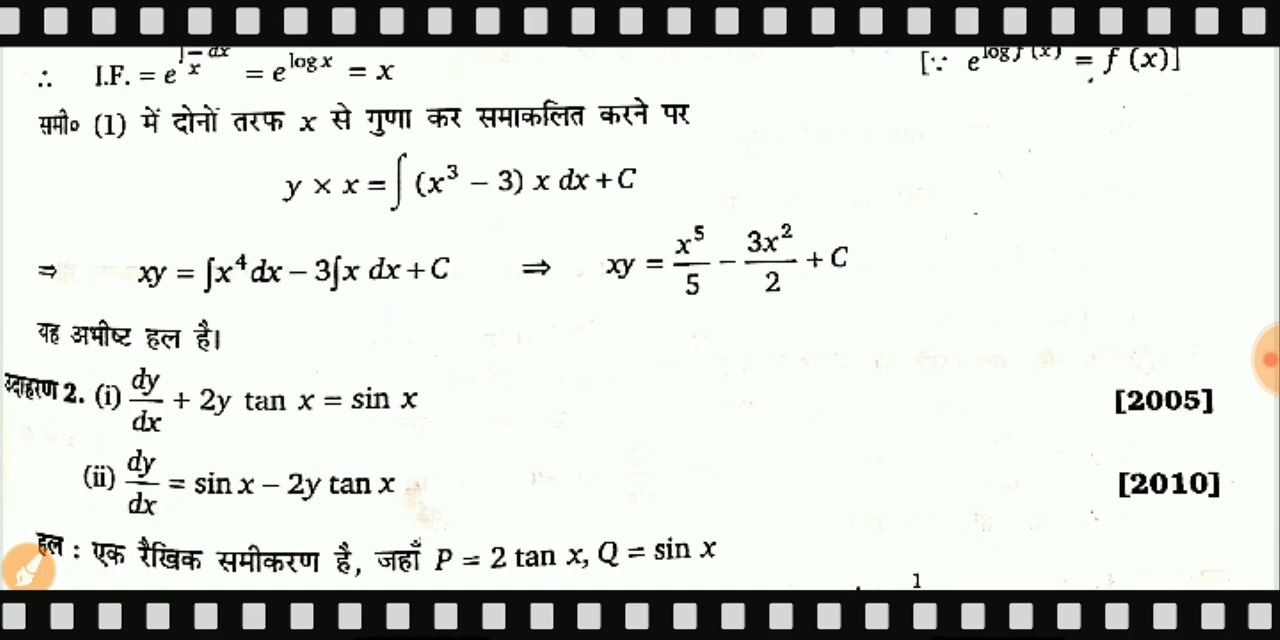 ∴ I.F. = e^∫ 1/x dx = e^log x = x [∵ e^log f (x) = f (x)]
समी० (1) में दोनों तरफ x से गुणा कर समाकलित करने पर
y × x = ∫ (x³ − 3) x dx + C
⇒ xy = ∫x⁴ dx − 3∫x dx + C ⇒ xy = x⁵/5 − 3x²/2 + C
यह अभीष्ट हल है।
उदाहरण 2. (i) dy/dx + 2y tan x = sin x [2005]
(ii) dy/dx = sin x − 2y tan x [2010]
हल : एक रैखिक समीकरण है, जहाँ P = 2 tan x, Q = sin x
1